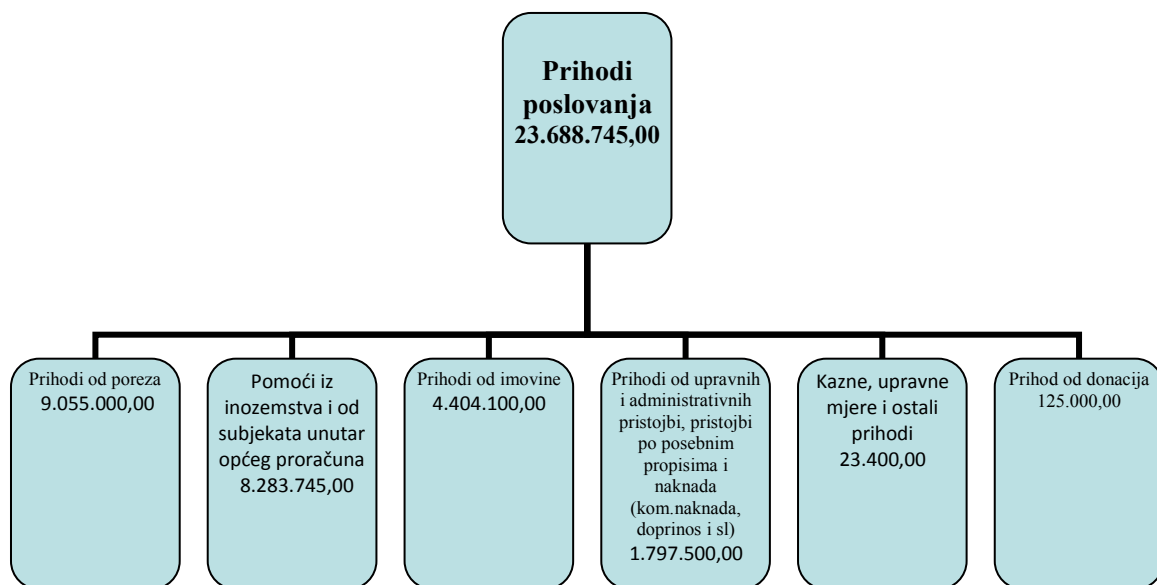 Prihodi
poslovanja
23.688.745,00
Prihodi od poreza
9.055.000,00
Pomoći iz
inozemstva i od
subjekata unutar
općeg proračuna
8.283.745,00
Prihodi od imovine
4.404.100,00
Prihodi od upravnih
i administrativnih
pristojbi, pristojbi
po posebnim
propisima i
naknada
(kom.naknada,
doprinos i sl)
1.797.500,00
Kazne, upravne
mjere i ostali
prihodi
23.400,00
Prihod od donacija
125.000,00